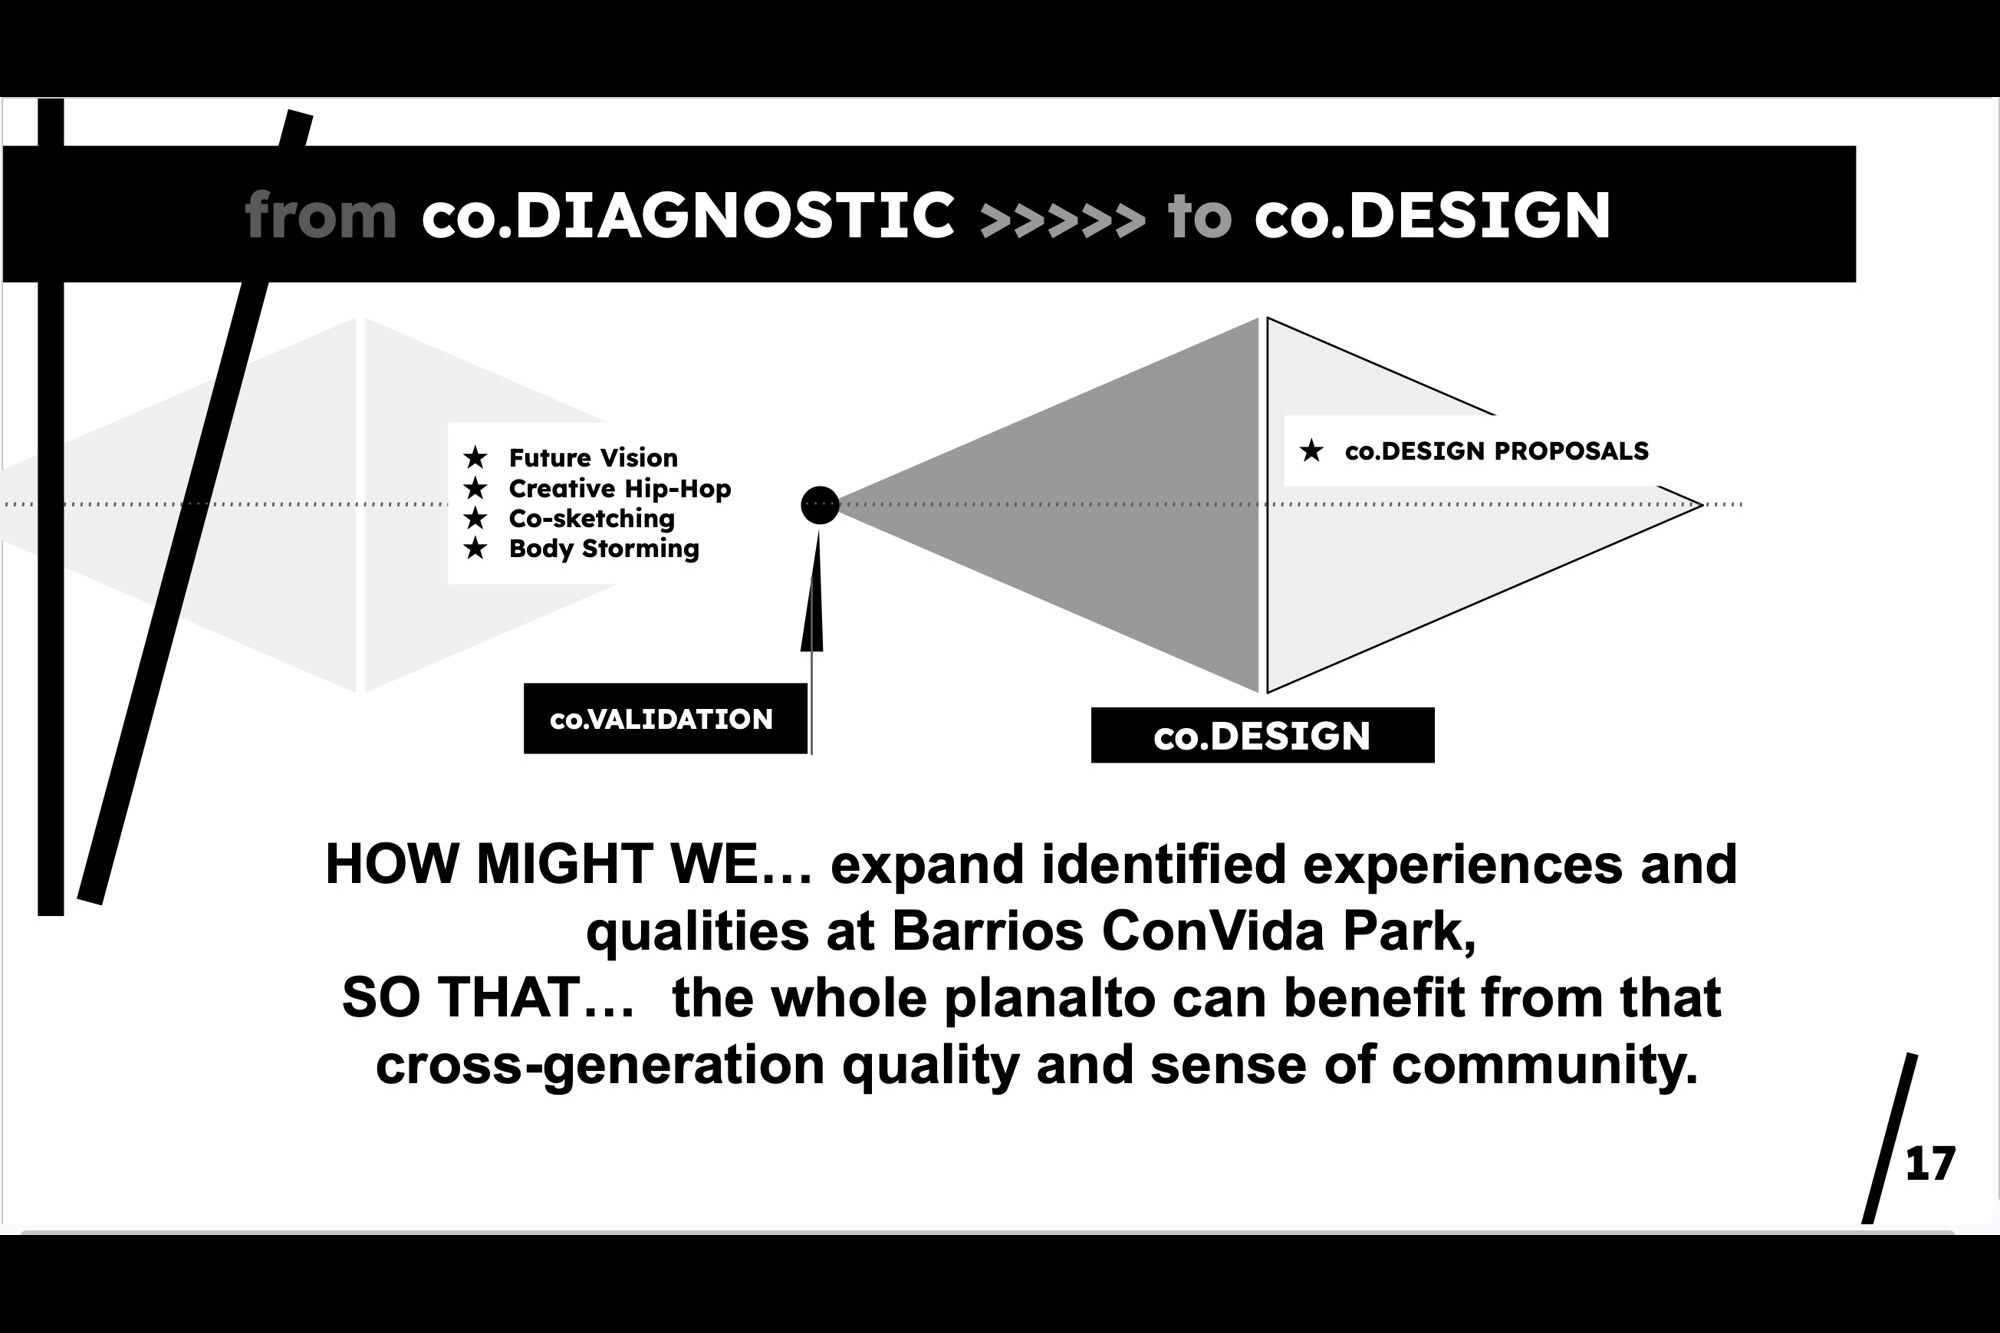 from co.DIAGNOSTIC >>>>> to co.DESIGN
★ Future Vision
★ Creative Hip-Hop
★ Co-sketching
★ Body Storming
★ co.DESIGN PROPOSALS
co.VALIDATION
co.DESIGN
HOW MIGHT WE... expand identified experiences and
qualities at Barrios ConVida Park,
SO THAT... the whole planalto can benefit from that
cross-generation quality and sense of community.
17